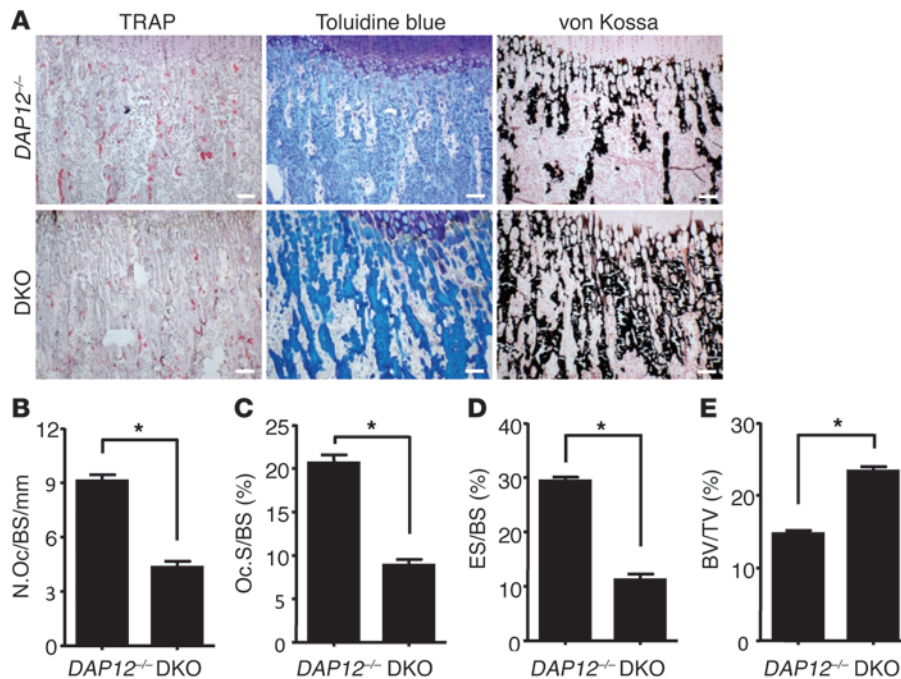 A
TRAP
Toluidine blue
von Kossa
DAP12−/−
DKO
B
N.Oc/BS/mm
12
9
6
3
0
*
DAP12−/− DKO
C
Oc.S/BS (%)
25
20
15
10
5
0
*
DAP12−/− DKO
D
ES/BS (%)
40
30
20
10
0
*
DAP12−/− DKO
E
BV/TV (%)
30
20
10
0
*
DAP12−/− DKO